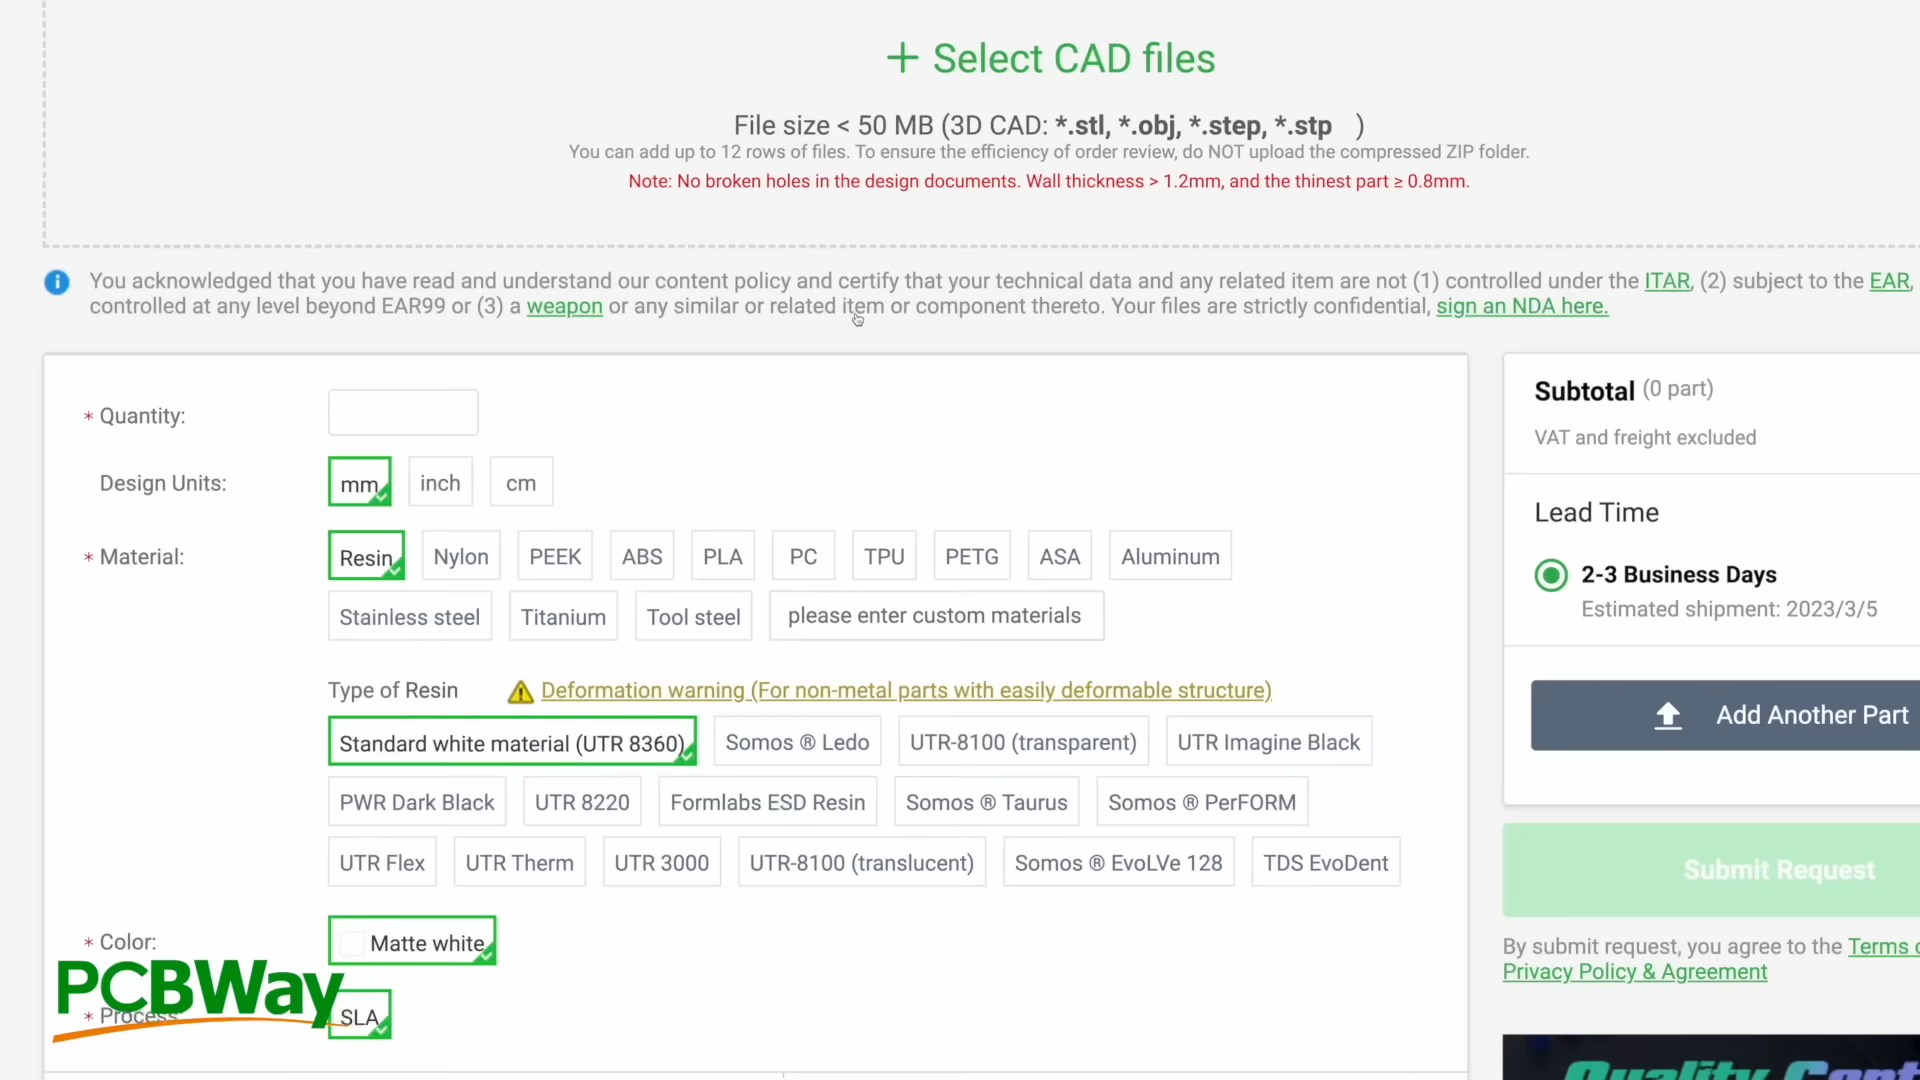 + Select CAD files
File size < 50 MB (3D CAD: *.stl, *.obj, *.step, *.stp )
You can add up to 12 rows of files. To ensure the efficiency of order review, do NOT upload the compressed ZIP folder.
Note: No broken holes in the design documents. Wall thickness > 1.2mm, and the thinest part ≥ 0.8mm.
You acknowledged that you have read and understand our content policy and certify that your technical data and any related item are not (1) controlled under the ITAR, (2) subject to the EAR,
controlled at any level beyond EAR99 or (3) a weapon or any similar or related item or component thereto. Your files are strictly confidential, sign an NDA here.
* Quantity:
Design Units: mm inch cm
* Material: Resin Nylon PEEK ABS PLA PC TPU PETG ASA Aluminum
Stainless steel Titanium Tool steel please enter custom materials
Type of Resin Deformation warning (For non-metal parts with easily deformable structure)
Standard white material (UTR 8360) Somos ® Ledo UTR-8100 (transparent) UTR Imagine Black
PWR Dark Black UTR 8220 Formlabs ESD Resin Somos ® Taurus Somos ® PerFORM
UTR Flex UTR Therm UTR 3000 UTR-8100 (translucent) Somos ® EvoLVe 128 TDS EvoDent
* Color: Matte white
* Process: SLA
PCBWay
Subtotal (0 part)
VAT and freight excluded
Lead Time
2-3 Business Days
Estimated shipment: 2023/3/5
Add Another Part
Submit Request
By submit request, you agree to the Terms
Privacy Policy & Agreement
Quality